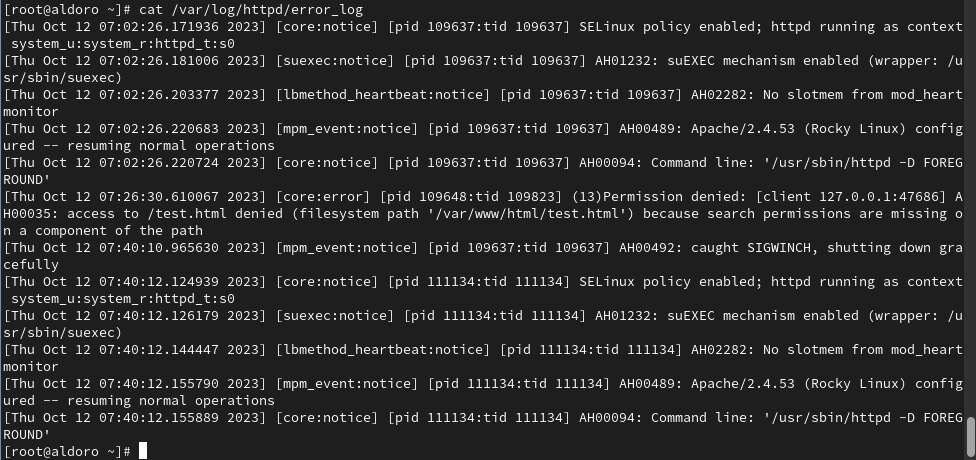 [root@aldoro ~]# cat /var/log/httpd/error_log
[Thu Oct 12 07:02:26.171936 2023] [core:notice] [pid 109637:tid 109637] SELinux policy enabled; httpd running as context
 system_u:system_r:httpd_t:s0
[Thu Oct 12 07:02:26.181006 2023] [suexec:notice] [pid 109637:tid 109637] AH01232: suEXEC mechanism enabled (wrapper: /u
sr/sbin/suexec)
[Thu Oct 12 07:02:26.203377 2023] [lbmethod_heartbeat:notice] [pid 109637:tid 109637] AH02282: No slotmem from mod_heart
monitor
[Thu Oct 12 07:02:26.220683 2023] [mpm_event:notice] [pid 109637:tid 109637] AH00489: Apache/2.4.53 (Rocky Linux) config
ured -- resuming normal operations
[Thu Oct 12 07:02:26.220724 2023] [core:notice] [pid 109637:tid 109637] AH00094: Command line: '/usr/sbin/httpd -D FOREG
ROUND'
[Thu Oct 12 07:26:30.610067 2023] [core:error] [pid 109648:tid 109823] (13)Permission denied: [client 127.0.0.1:47686] A
H00035: access to /test.html denied (filesystem path '/var/www/html/test.html') because search permissions are missing o
n a component of the path
[Thu Oct 12 07:40:10.965630 2023] [mpm_event:notice] [pid 109637:tid 109637] AH00492: caught SIGWINCH, shutting down gra
cefully
[Thu Oct 12 07:40:12.124939 2023] [core:notice] [pid 111134:tid 111134] SELinux policy enabled; httpd running as context
 system_u:system_r:httpd_t:s0
[Thu Oct 12 07:40:12.126179 2023] [suexec:notice] [pid 111134:tid 111134] AH01232: suEXEC mechanism enabled (wrapper: /u
sr/sbin/suexec)
[Thu Oct 12 07:40:12.144447 2023] [lbmethod_heartbeat:notice] [pid 111134:tid 111134] AH02282: No slotmem from mod_heart
monitor
[Thu Oct 12 07:40:12.155790 2023] [mpm_event:notice] [pid 111134:tid 111134] AH00489: Apache/2.4.53 (Rocky Linux) config
ured -- resuming normal operations
[Thu Oct 12 07:40:12.155889 2023] [core:notice] [pid 111134:tid 111134] AH00094: Command line: '/usr/sbin/httpd -D FOREG
ROUND'
[root@aldoro ~]#